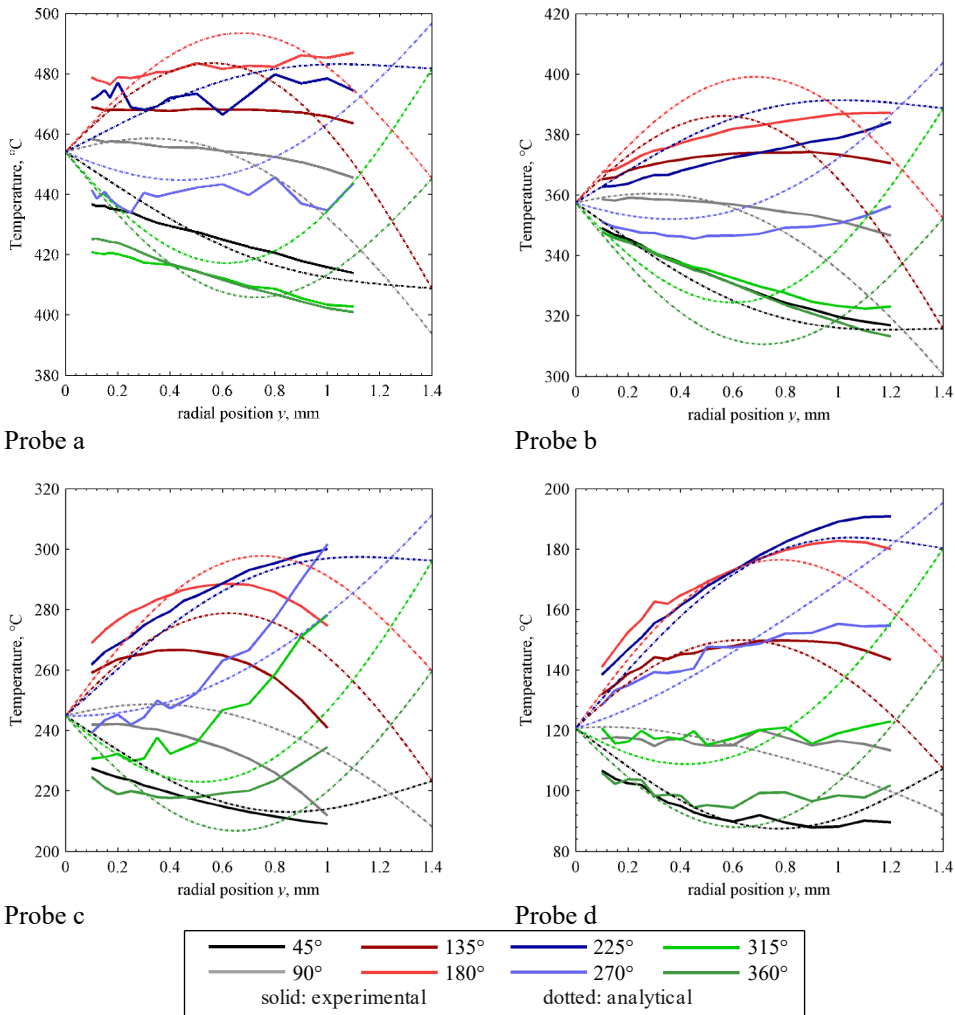 500
480
460
440
420
400
380
Temperature, °C
0 0.2 0.4 0.6 0.8 1 1.2 1.4
radial position y, mm
Probe a
420
400
380
360
340
320
300
Temperature, °C
0 0.2 0.4 0.6 0.8 1 1.2 1.4
radial position y, mm
Probe b
320
300
280
260
240
220
200
Temperature, °C
0 0.2 0.4 0.6 0.8 1 1.2 1.4
radial position y, mm
Probe c
200
180
160
140
120
100
80
Temperature, °C
0 0.2 0.4 0.6 0.8 1 1.2 1.4
radial position y, mm
Probe d
45° 135° 225° 315°
90° 180° 270° 360°
solid: experimental dotted: analytical